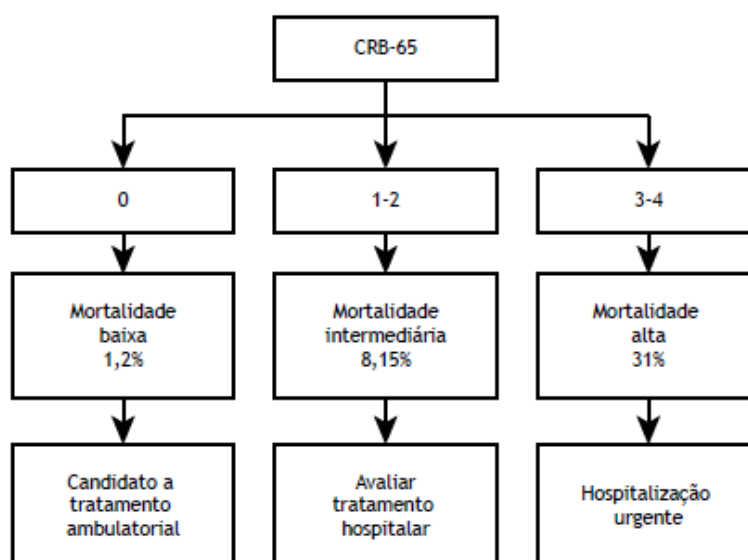 CRB-65
0
1-2
3-4
Mortalidade
baixa
1,2%
Mortalidade
intermediária
8,15%
Mortalidade
alta
31%
Candidato a
tratamento
ambulatorial
Avaliar
tratamento
hospitalar
Hospitalização
urgente